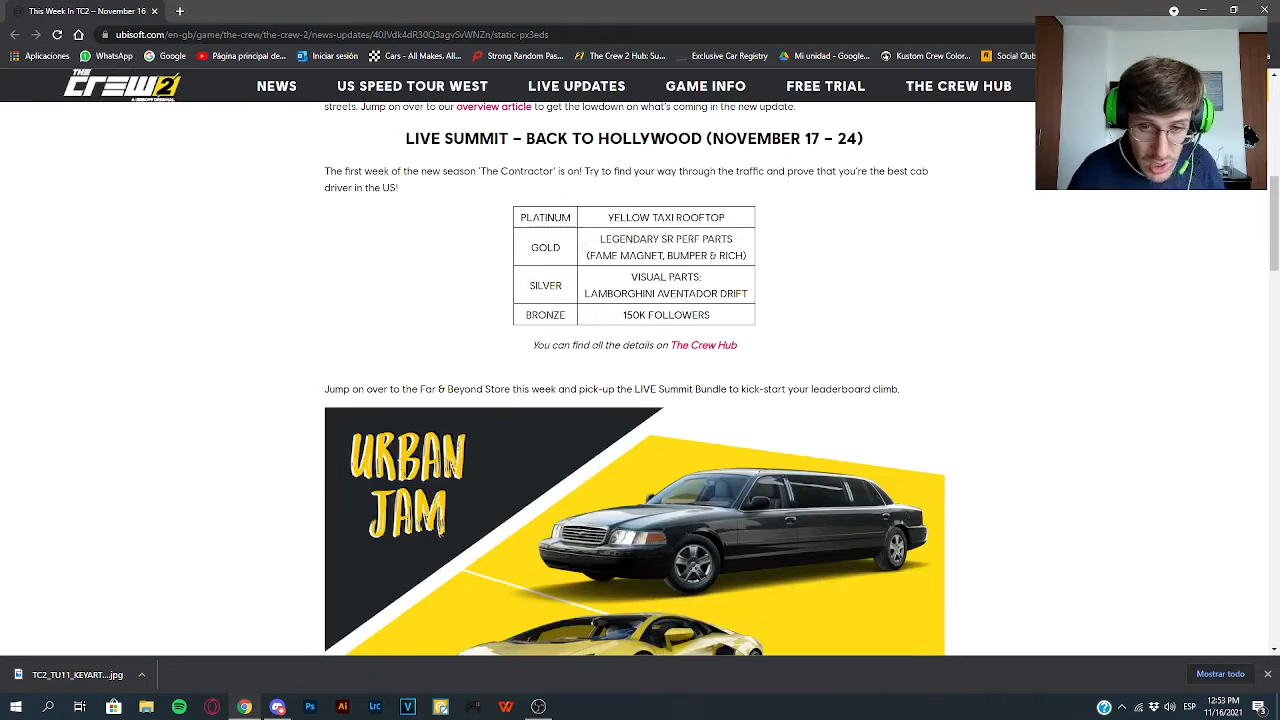 This Week In TC2 – November 16
ubisoft.com/en-gb/game/the-crew/the-crew-2/news-updates/40JVdk4dR30Q3agvSvWNZn/static-px3eds
Aplicaciones
WhatsApp
Google
Página principal de...
Iniciar sesión
Cars - All Makes, All...
Strong Password Ge...
The Crew 2 Hub: Su...
Exclusive Car Registry
Mi unidad - Google...
Kustom Crew Color...
Social Club
THE CREW 2
A UBISOFT ORIGINAL
NEWS
US SPEED TOUR WEST
LIVE UPDATES
GAME INFO
FREE TRIAL
THE CREW HUB
streets. Jump on over to our overview article to get the lowdown on what's coming in the new update.
LIVE SUMMIT – BACK TO HOLLYWOOD (NOVEMBER 17 – 24)
The first week of the new season 'The Contractor' is on! Try to find your way through the traffic and prove that you're the best cab
driver in the US!
PLATINUM YELLOW TAXI ROOFTOP
GOLD LEGENDARY SR PERF PARTS
(FAME MAGNET, BUMPER & RICH)
SILVER VISUAL PARTS:
LAMBORGHINI AVENTADOR DRIFT
BRONZE 150K FOLLOWERS
You can find all the details on The Crew Hub
Jump on over to the Far & Beyond Store this week and pick-up the LIVE Summit Bundle to kick-start your leaderboard climb.
URBAN
JAM
TC2_TU11_KEYART....jpg
Mostrar todo
ESP
12:53 PM
11/16/2021